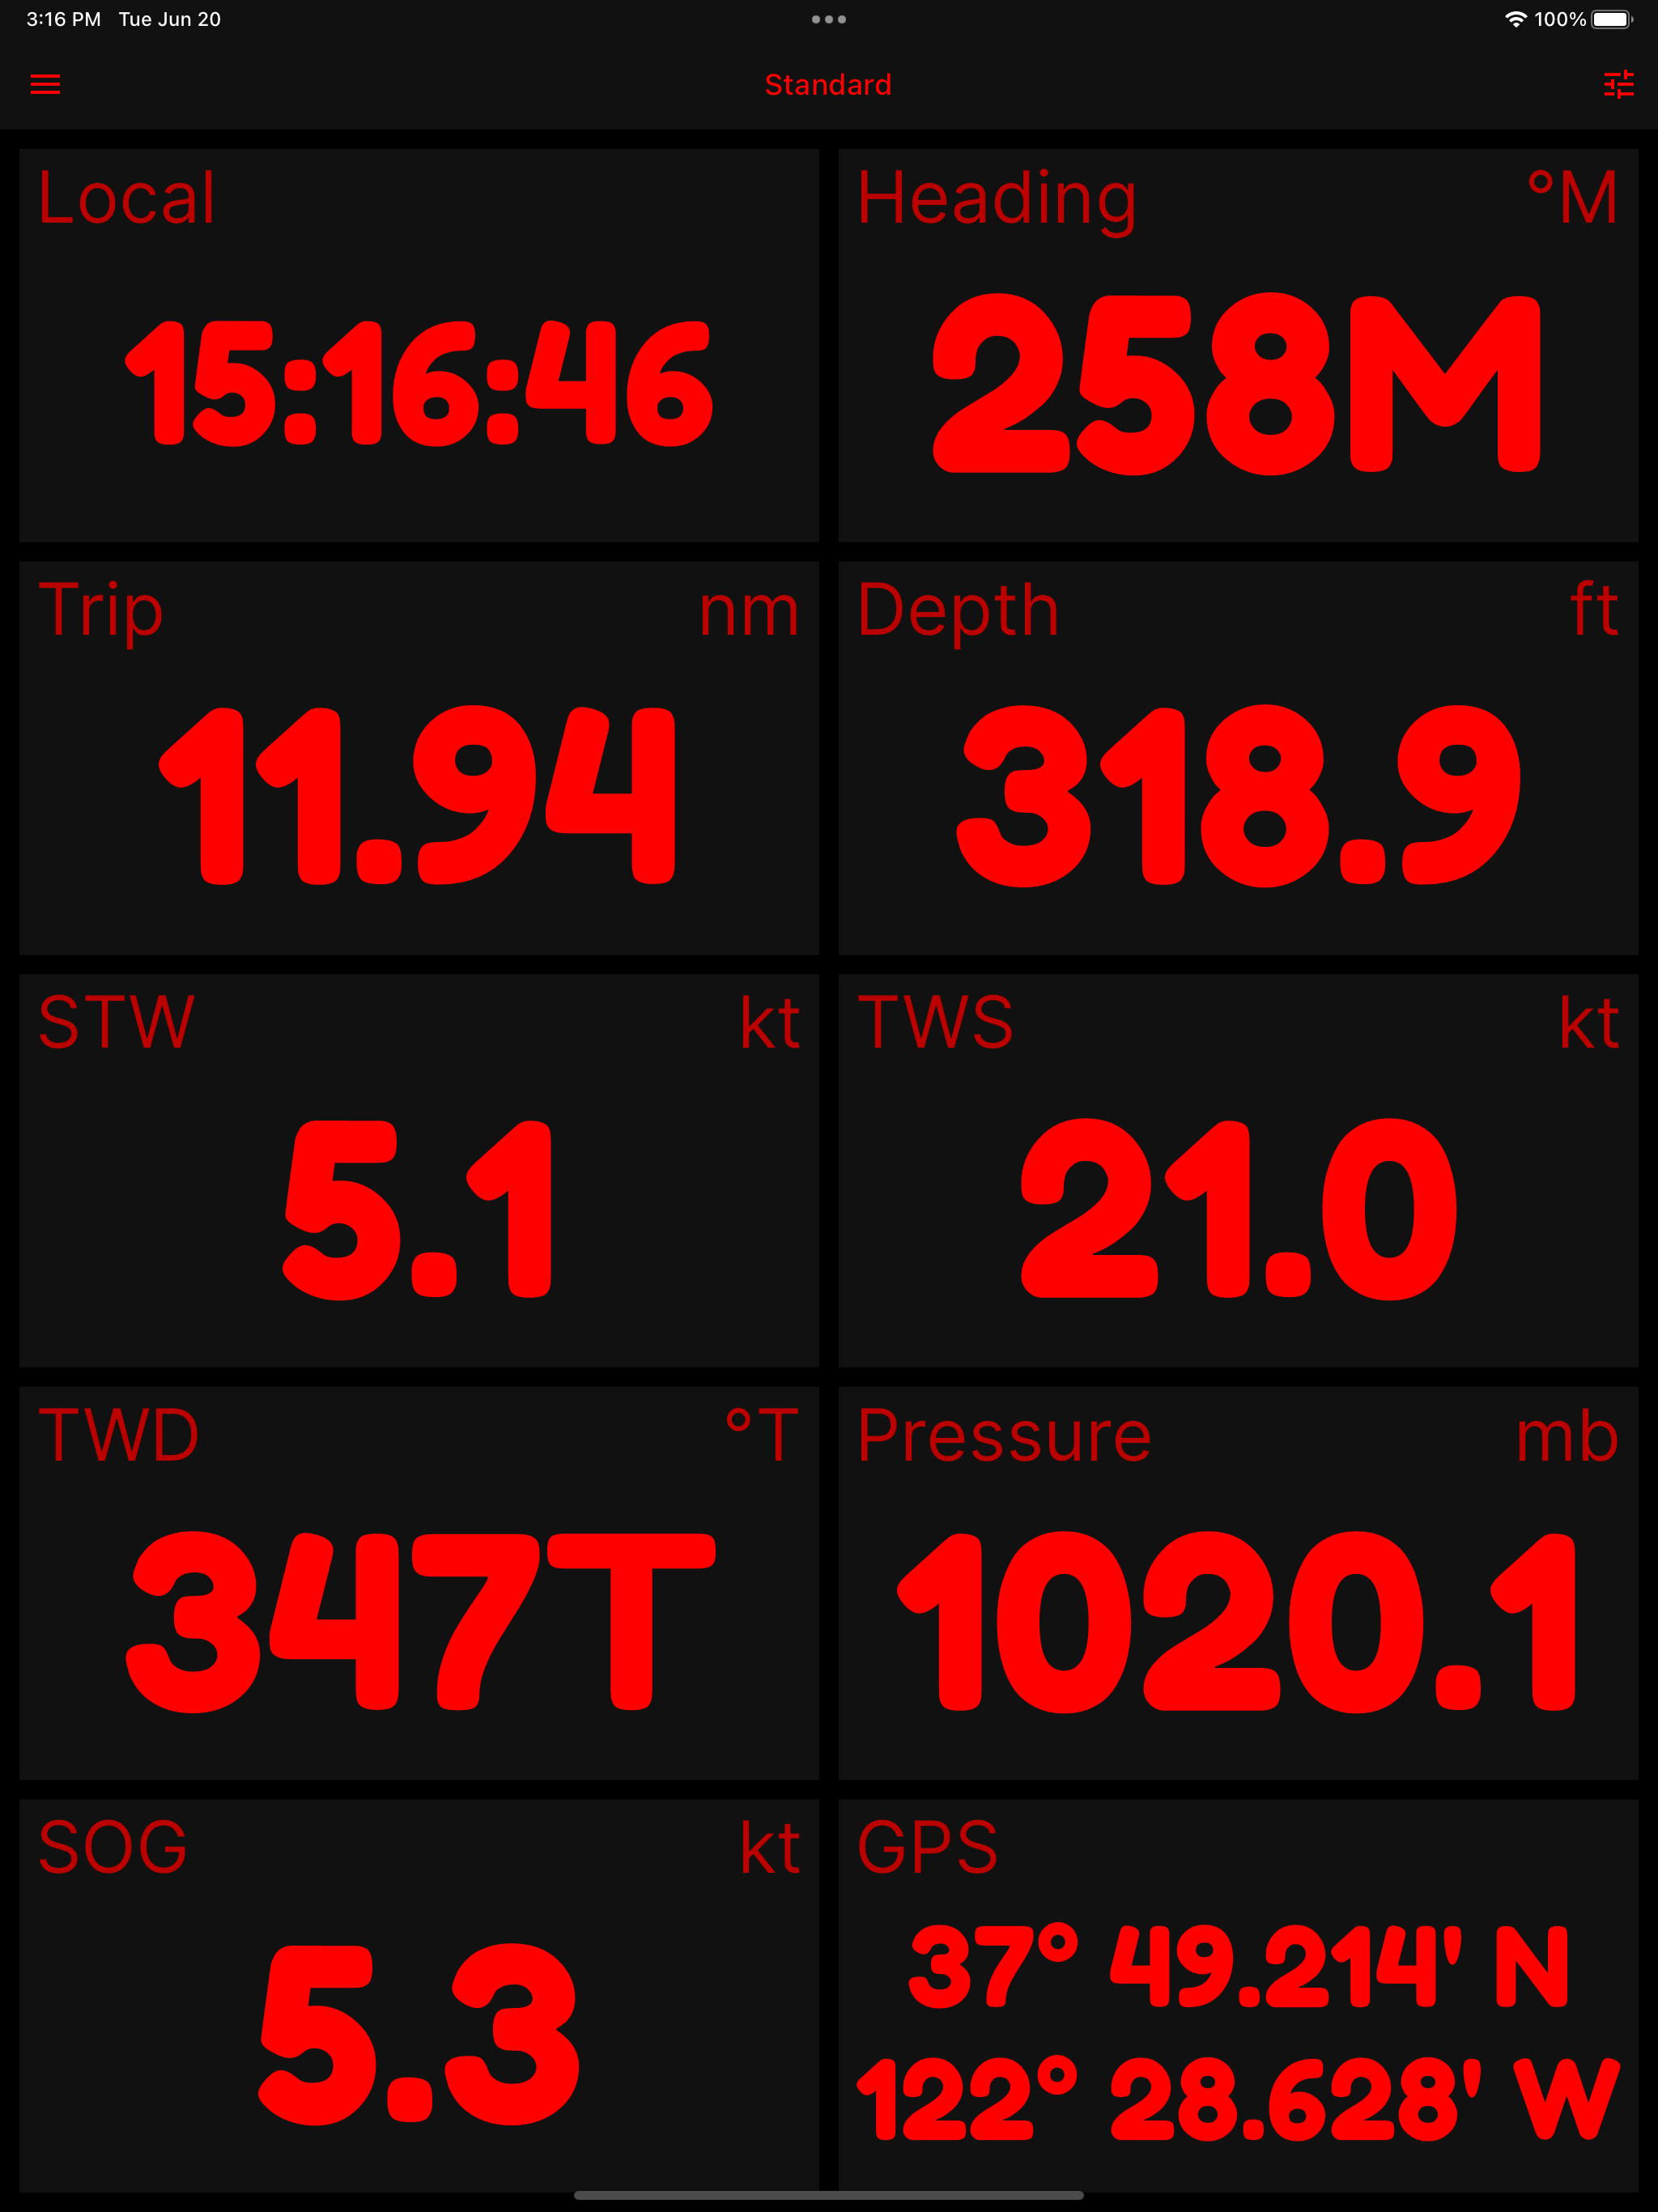 3:16 PM Tue Jun 20
100%
Standard
Local
15:16:46
Heading °M
258M
Trip nm
11.94
Depth ft
318.9
STW kt
5.1
TWS kt
21.0
TWD °T
347T
Pressure mb
1020.1
SOG kt
5.3
GPS
37° 49.214' N
122° 28.628' W